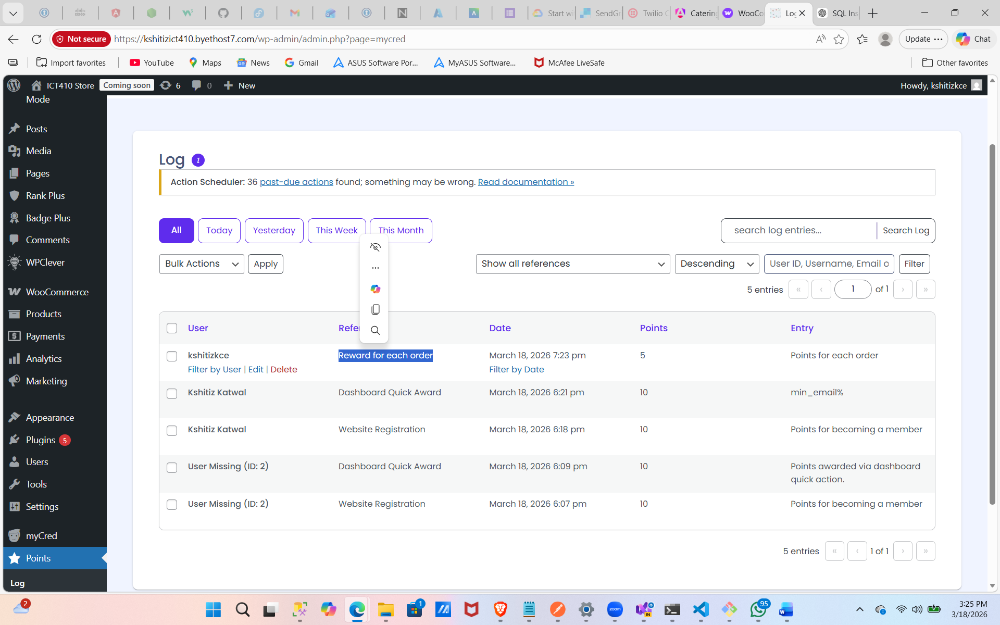 Start wi
SendGr
Twilio C
Catering
WooCo
Log
SQL Ins
Not secure
https://kshitizict410.byethost7.com/wp-admin/admin.php?page=mycred
Update
Chat
Import favorites
YouTube
Maps
News
Gmail
ASUS Software Por...
MyASUS Software...
McAfee LiveSafe
Other favorites
ICT410 Store
Coming soon
6
0
New
Howdy, kshitizkce
Mode
Posts
Media
Pages
Rank Plus
Badge Plus
Comments
WPClever
WooCommerce
Products
Payments
Analytics
Marketing
Appearance
Plugins 5
Users
Tools
Settings
myCred
Points
Log
Log i
Action Scheduler: 36 past-due actions found; something may be wrong. Read documentation »
All
Today
Yesterday
This Week
This Month
search log entries...
Search Log
Bulk Actions
Apply
Show all references
Descending
User ID, Username, Email o
Filter
5 entries « ‹ 1 of 1 › »
User Refer Date Points Entry
kshitizkce Reward for each order March 18, 2026 7:23 pm 5 Points for each order
Filter by User | Edit | Delete Filter by Date
Kshitiz Katwal Dashboard Quick Award March 18, 2026 6:21 pm 10 min_email%
Kshitiz Katwal Website Registration March 18, 2026 6:18 pm 10 Points for becoming a member
User Missing (ID: 2) Dashboard Quick Award March 18, 2026 6:09 pm 10 Points awarded via dashboard
quick action.
User Missing (ID: 2) Website Registration March 18, 2026 6:07 pm 10 Points for becoming a member
5 entries « ‹ 1 of 1 › »
2
1
zoom
IN
95
3:25 PM
3/18/2026